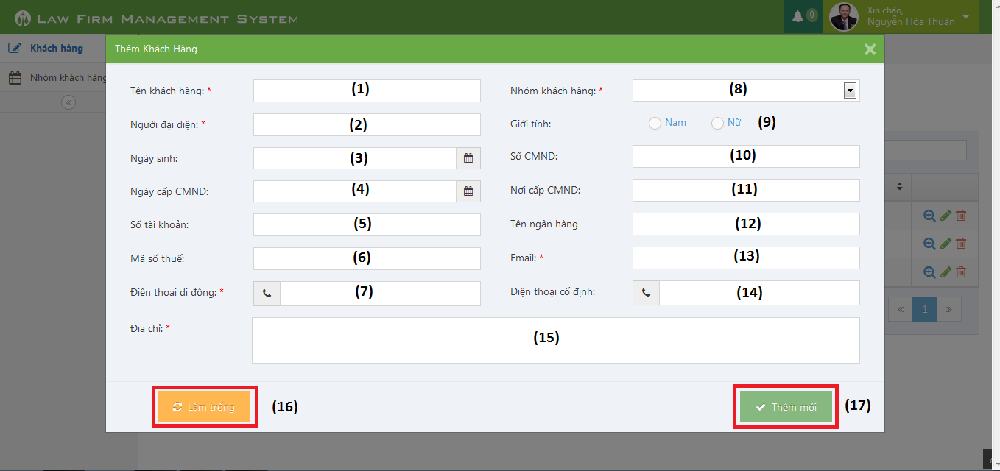 LAW FIRM MANAGEMENT SYSTEM
0
Xin chào,
Nguyễn Hòa Thuận
Khách hàng
Nhóm khách hàng
Thêm Khách Hàng
Tên khách hàng: * (1)
Nhóm khách hàng: * (8)
Người đại diện: * (2)
Giới tính: Nam Nữ (9)
Ngày sinh: (3)
Số CMND: (10)
Ngày cấp CMND: (4)
Nơi cấp CMND: (11)
Số tài khoản: (5)
Tên ngân hàng (12)
Mã số thuế: (6)
Email: * (13)
Điện thoại di động: * (7)
Điện thoại cố định: (14)
Địa chỉ: * (15)
Làm trống (16)
Thêm mới (17)
« 1 »